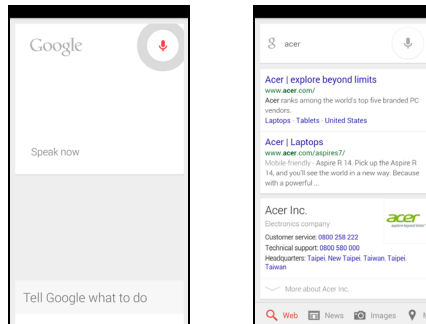 Google
Speak now
Tell Google what to do
g acer
Acer | explore beyond limits
www.acer.com/
Acer ranks among the world's top five branded PC
vendors.
Laptops - Tablets - United States
Acer | Laptops
www.acer.com/aspires7/
Mobile-friendly - Aspire R 14. Pick up the Aspire R
14, and you'll see the world in a new way. Because
with a powerful ...
Acer Inc.
Electronics company
acer
explore beyond limits
Customer service: 0800 258 222
Technical support: 0800 580 000
Headquarters: Taipei, New Taipei, Taiwan, Taipei,
Taiwan
More about Acer Inc.
Web News Images M